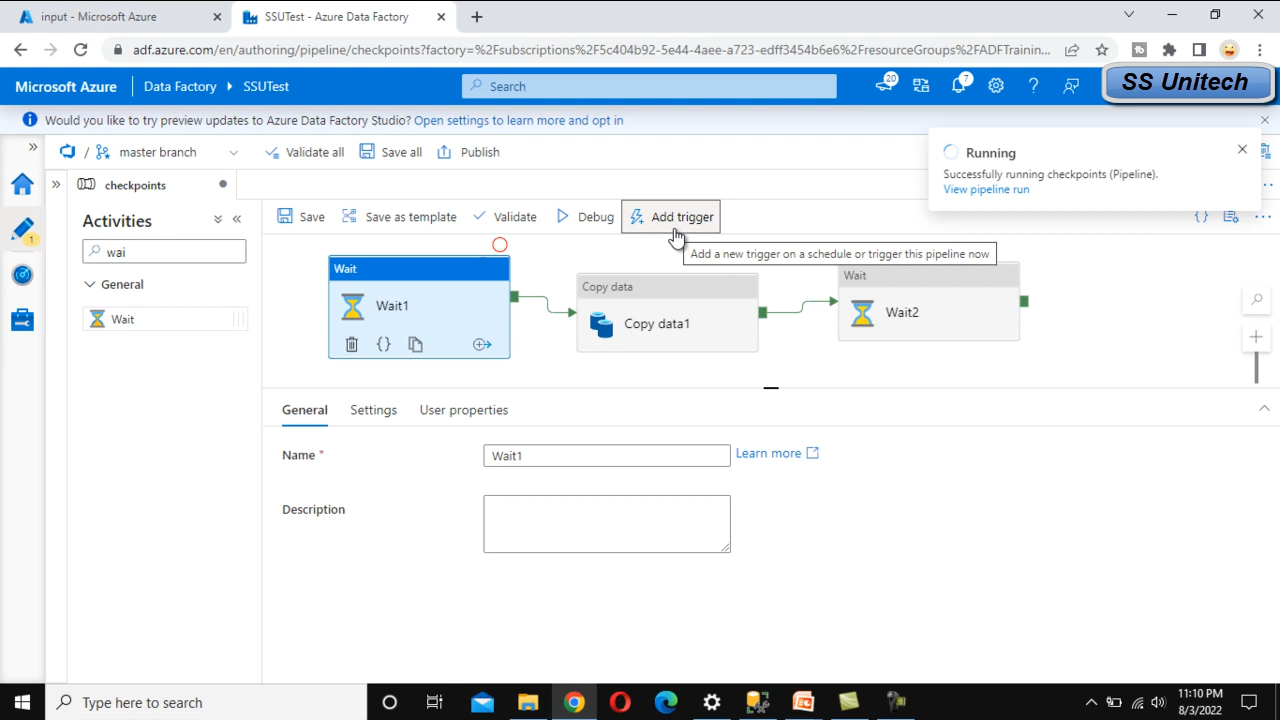 input - Microsoft Azure
SSUTest - Azure Data Factory
adf.azure.com/en/authoring/pipeline/checkpoints?factory=%2Fsubscriptions%2F5c404b92-5e44-4aee-a723-edff3454b6e6%2FresourceGroups%2FADFTraining...
Microsoft Azure
Data Factory
SSUTest
Search
20
7
SS Unitech
Would you like to try preview updates to Azure Data Factory Studio? Open settings to learn more and opt in
/ master branch
Validate all
Save all
Publish
Running
Successfully running checkpoints (Pipeline).
View pipeline run
checkpoints
Activities
wai
General
Wait
1
Save
Save as template
Validate
Debug
Add trigger
{}
Add a new trigger on a schedule or trigger this pipeline now
Wait
Wait1
{}
Copy data
Copy data1
Wait
Wait2
General
Settings
User properties
Name *
Wait1
Learn more
Description
Type here to search
11:10 PM
8/3/2022